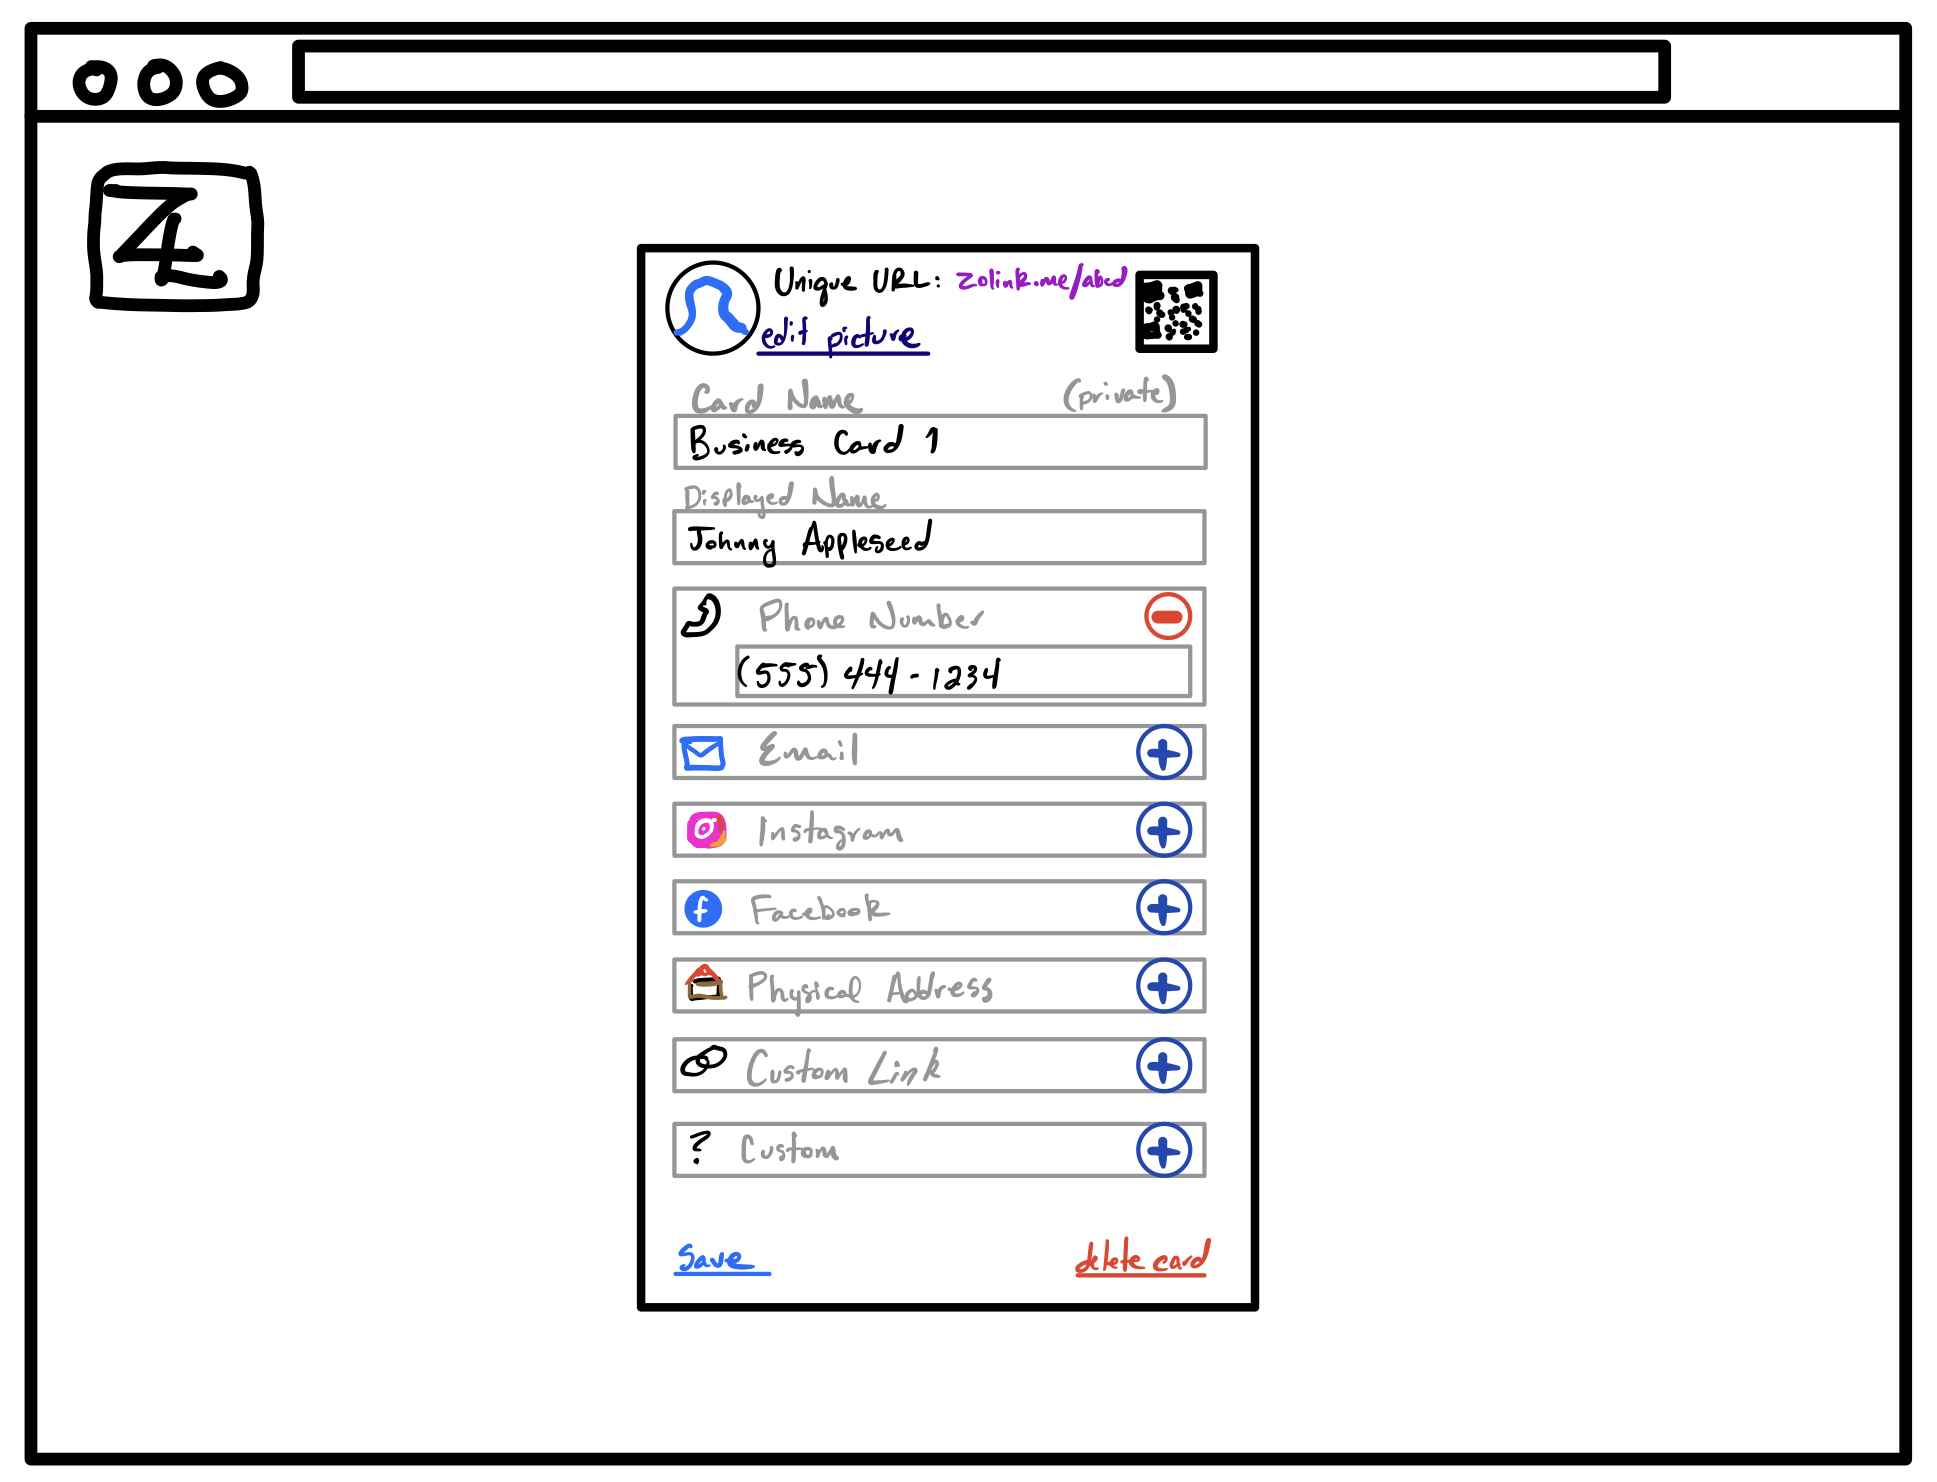 ZL
Unique URL: zolink.me/abcd
edit picture
Card Name (private)
Business Card 1
Displayed Name
Johnny Appleseed
Phone Number
(555) 444-1234
Email
Instagram
f Facebook
Physical Address
Custom Link
? Custom
Save delete card